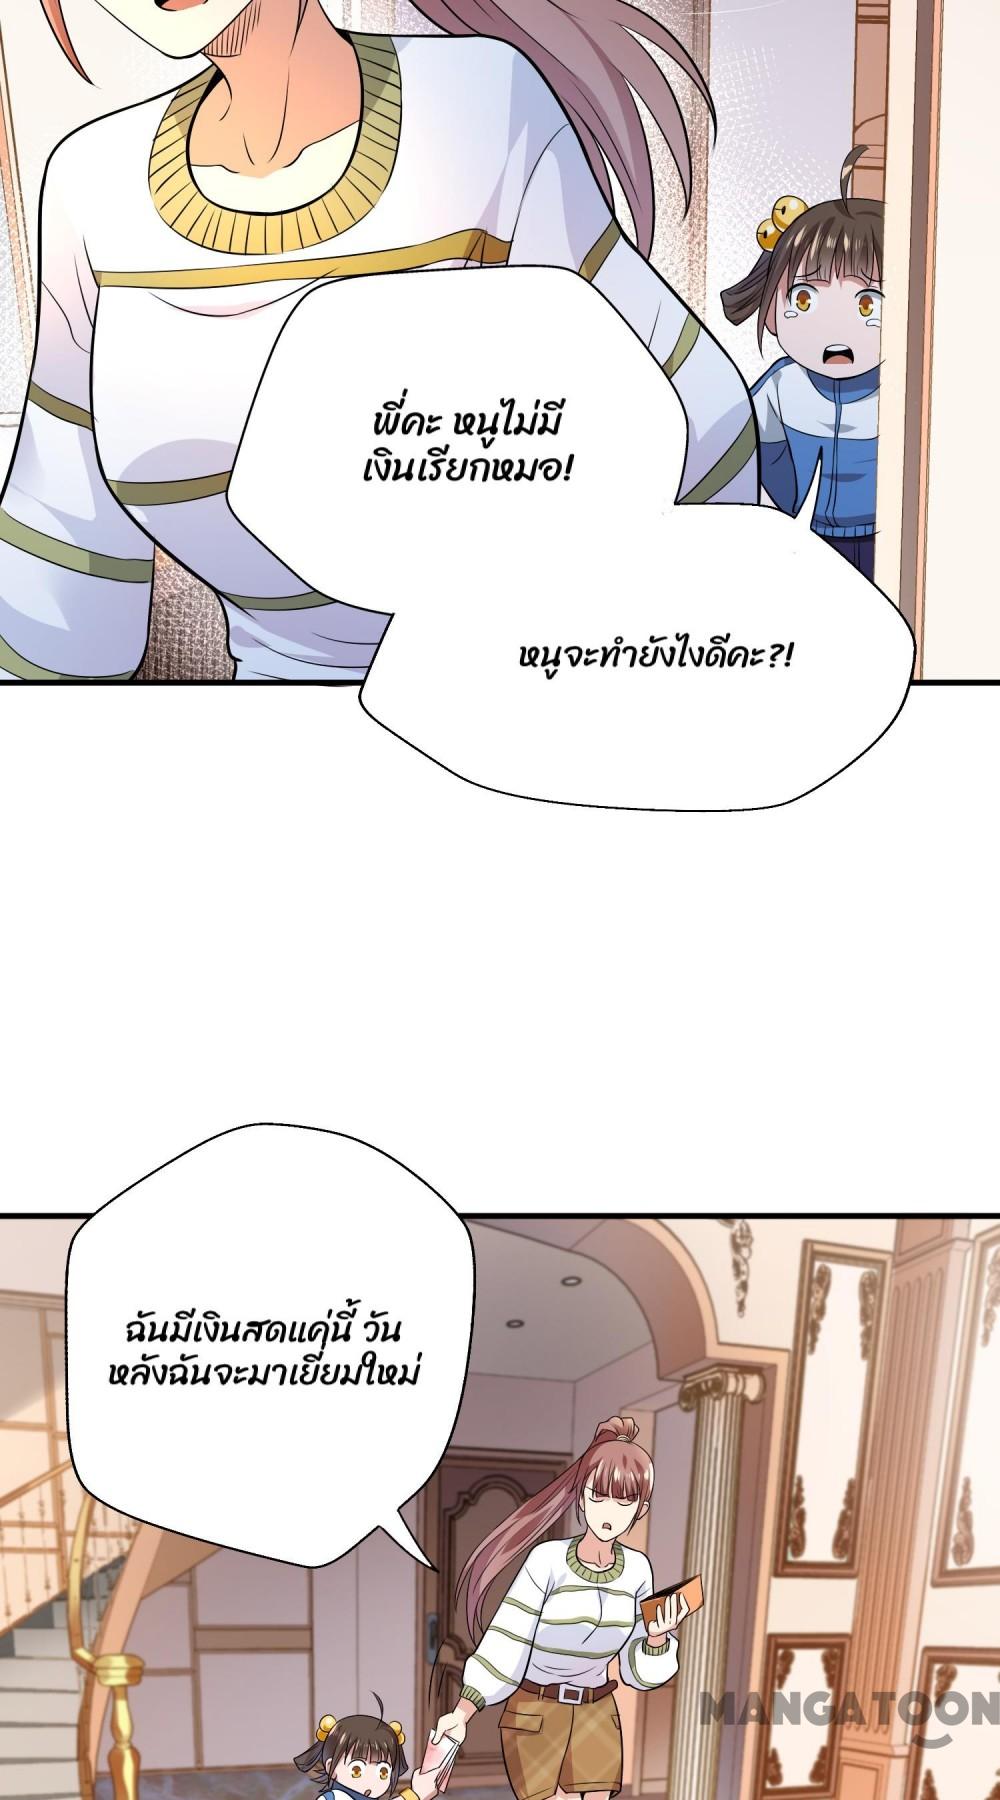 พี่คะ หนูไม่มี
เงินเรียกหมอ!
หนูจะทำยังไงดีคะ?!
ฉันมีเงินสดแค่นี้ วัน
หลังฉันจะมาเยี่ยมใหม่
MANGATOON